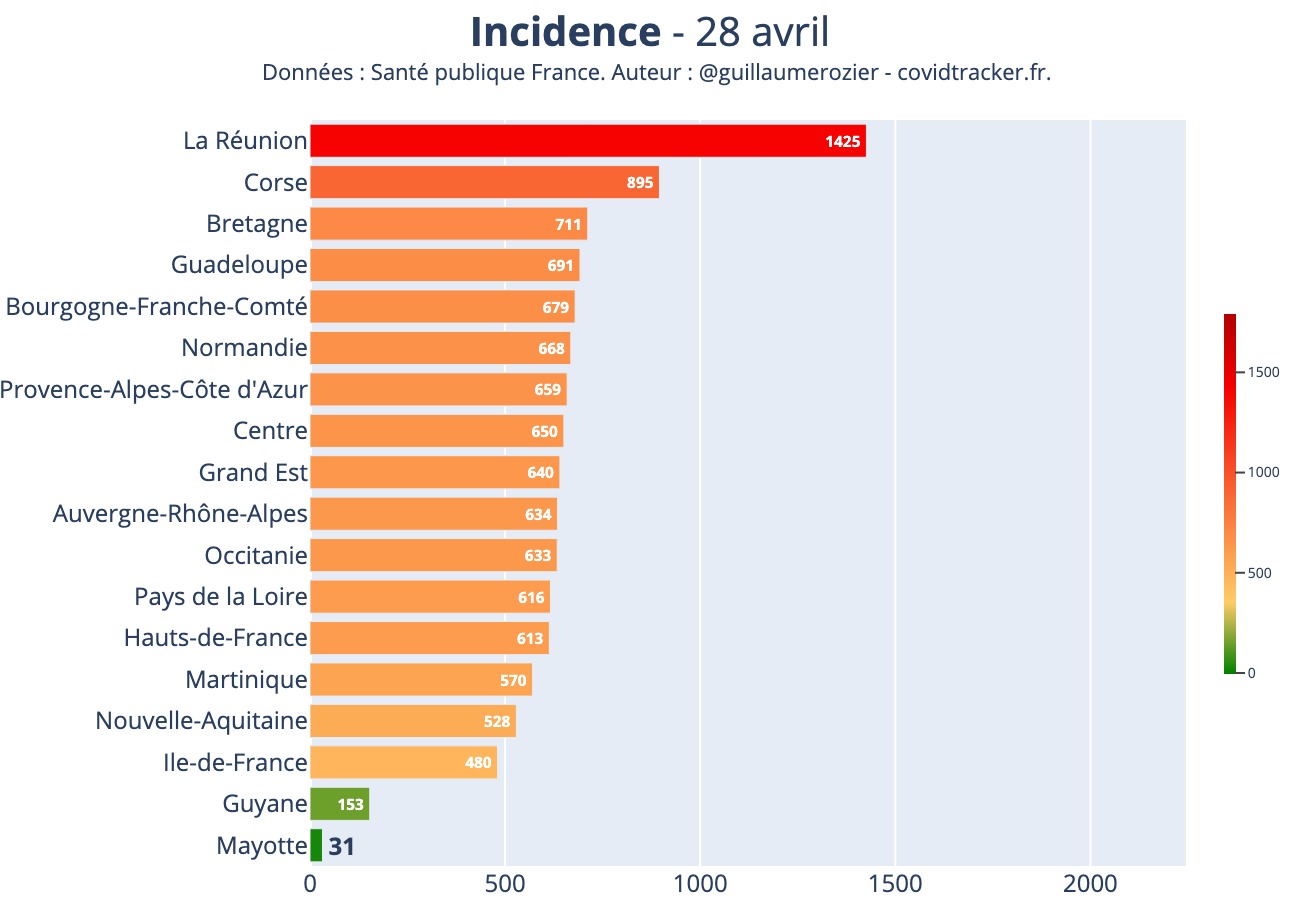 Incidence - 28 avril
Données : Santé publique France. Auteur : @guillaumerozier - covidtracker.fr.
La Réunion 1425
Corse 895
Bretagne 711
Guadeloupe 691
Bourgogne-Franche-Comté 679
Normandie 668
Provence-Alpes-Côte d'Azur 659
Centre 650
Grand Est 640
Auvergne-Rhône-Alpes 634
Occitanie 633
Pays de la Loire 616
Hauts-de-France 613
Martinique 570
Nouvelle-Aquitaine 528
Ile-de-France 480
Guyane 153
Mayotte 31
0 500 1000 1500 2000
1500
1000
500
0